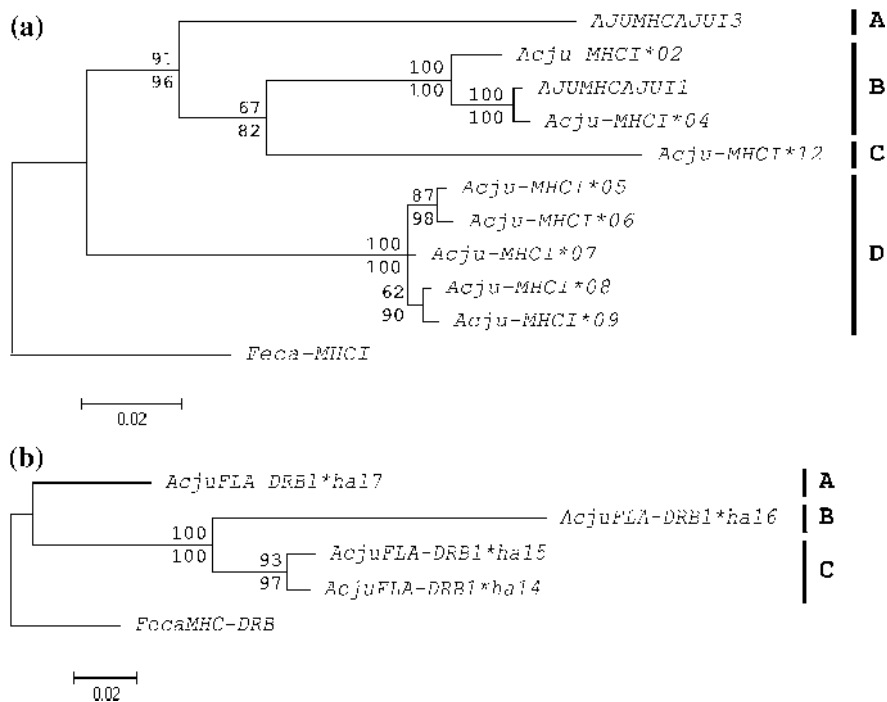 (a)
AJUMHCAJUI3 A
91
96
Acju MHCI*02
100
100
B
AJUMHCAJUI1
100
100
Acju-MHCI*04
67
82
Acju-MHCI*12 C
Acju-MHCI*05
87
98
Acju-MHCI*06
100
100
Acju-MHCI*07 D
Acju-MHCI*08
62
90
Acju-MHCI*09
Feca-MHCI
0.02
(b)
AcjuFLA DRB1*ha17 A
AcjuFLA-DRB1*ha16 B
100
100
AcjuFLA-DRB1*ha15
93
97
C
AcjuFLA-DRB1*ha14
FecaMHC-DRB
0.02